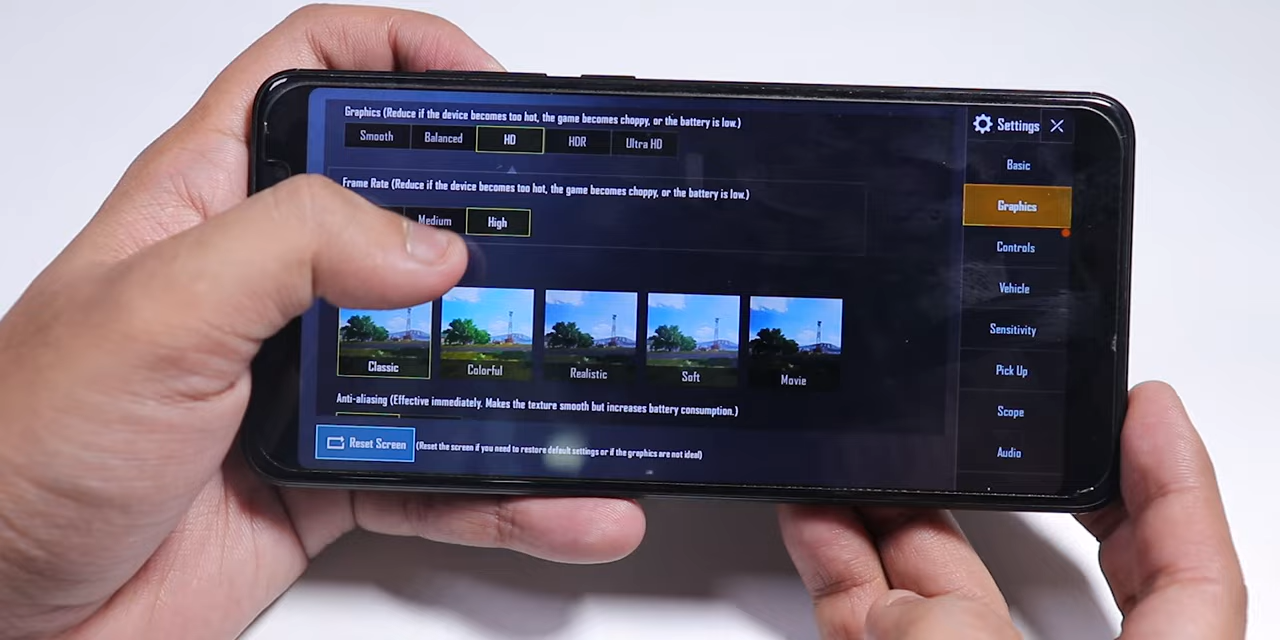 Graphics (Reduce if the device becomes too hot, the game becomes choppy, or the battery is low.)
Smooth Balanced HD HDR Ultra HD
Frame Rate (Reduce if the device becomes too hot, the game becomes choppy, or the battery is low.)
Medium High
Classic Colorful Realistic Soft Movie
Anti-aliasing (Effective immediately. Makes the texture smooth but increases battery consumption.)
Reset Screen (Reset the screen if you need to restore default settings or if the graphics are not ideal)
Settings
Basic
Graphics
Controls
Vehicle
Sensitivity
Pick Up
Scope
Audio